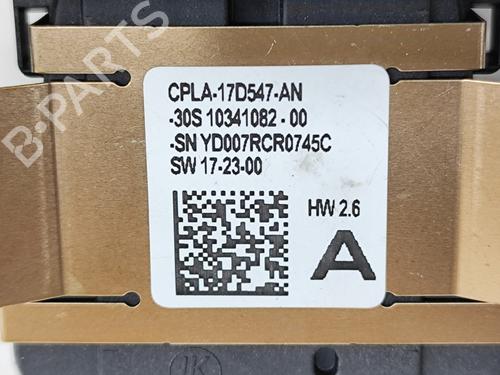 B-PARTS
CPLA-17D547-AN
-30S 10341082 - 00
-SN YD007RCR0745C
SW 17-23-00
HW 2.6
A